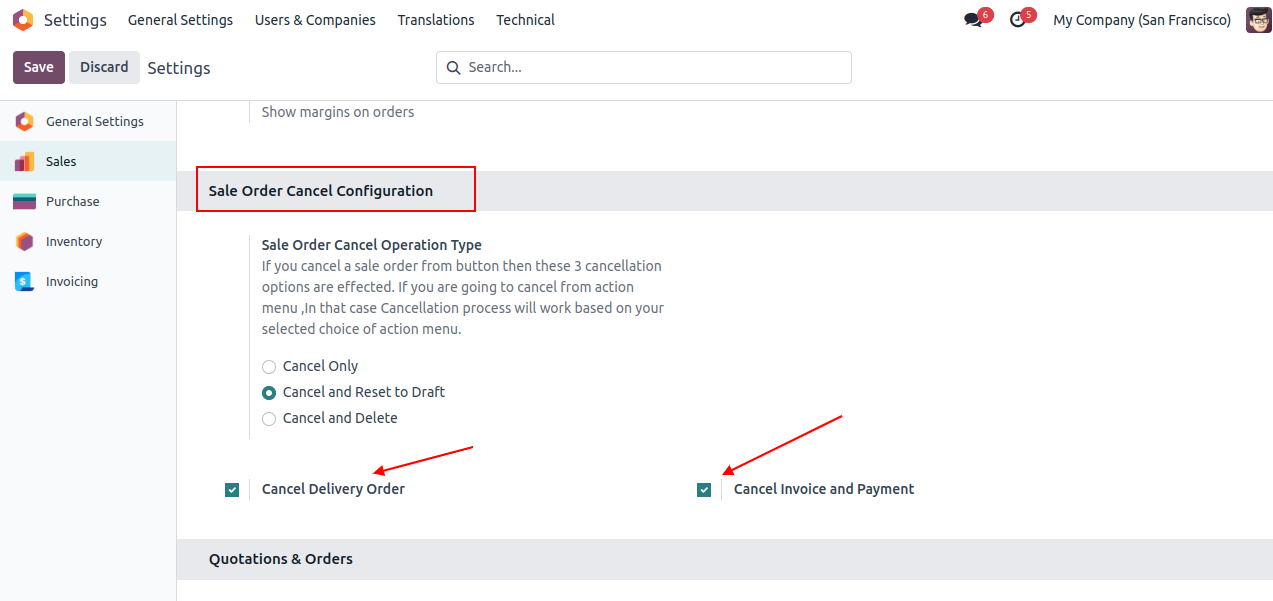 Settings General Settings Users & Companies Translations Technical 6 5 My Company (San Francisco)
Save Discard Settings Search...
General Settings
Sales
Purchase
Inventory
Invoicing
Show margins on orders
Sale Order Cancel Configuration
Sale Order Cancel Operation Type
If you cancel a sale order from button then these 3 cancellation
options are effected. If you are going to cancel from action
menu ,In that case Cancellation process will work based on your
selected choice of action menu.
Cancel Only
Cancel and Reset to Draft
Cancel and Delete
Cancel Delivery Order Cancel Invoice and Payment
Quotations & Orders